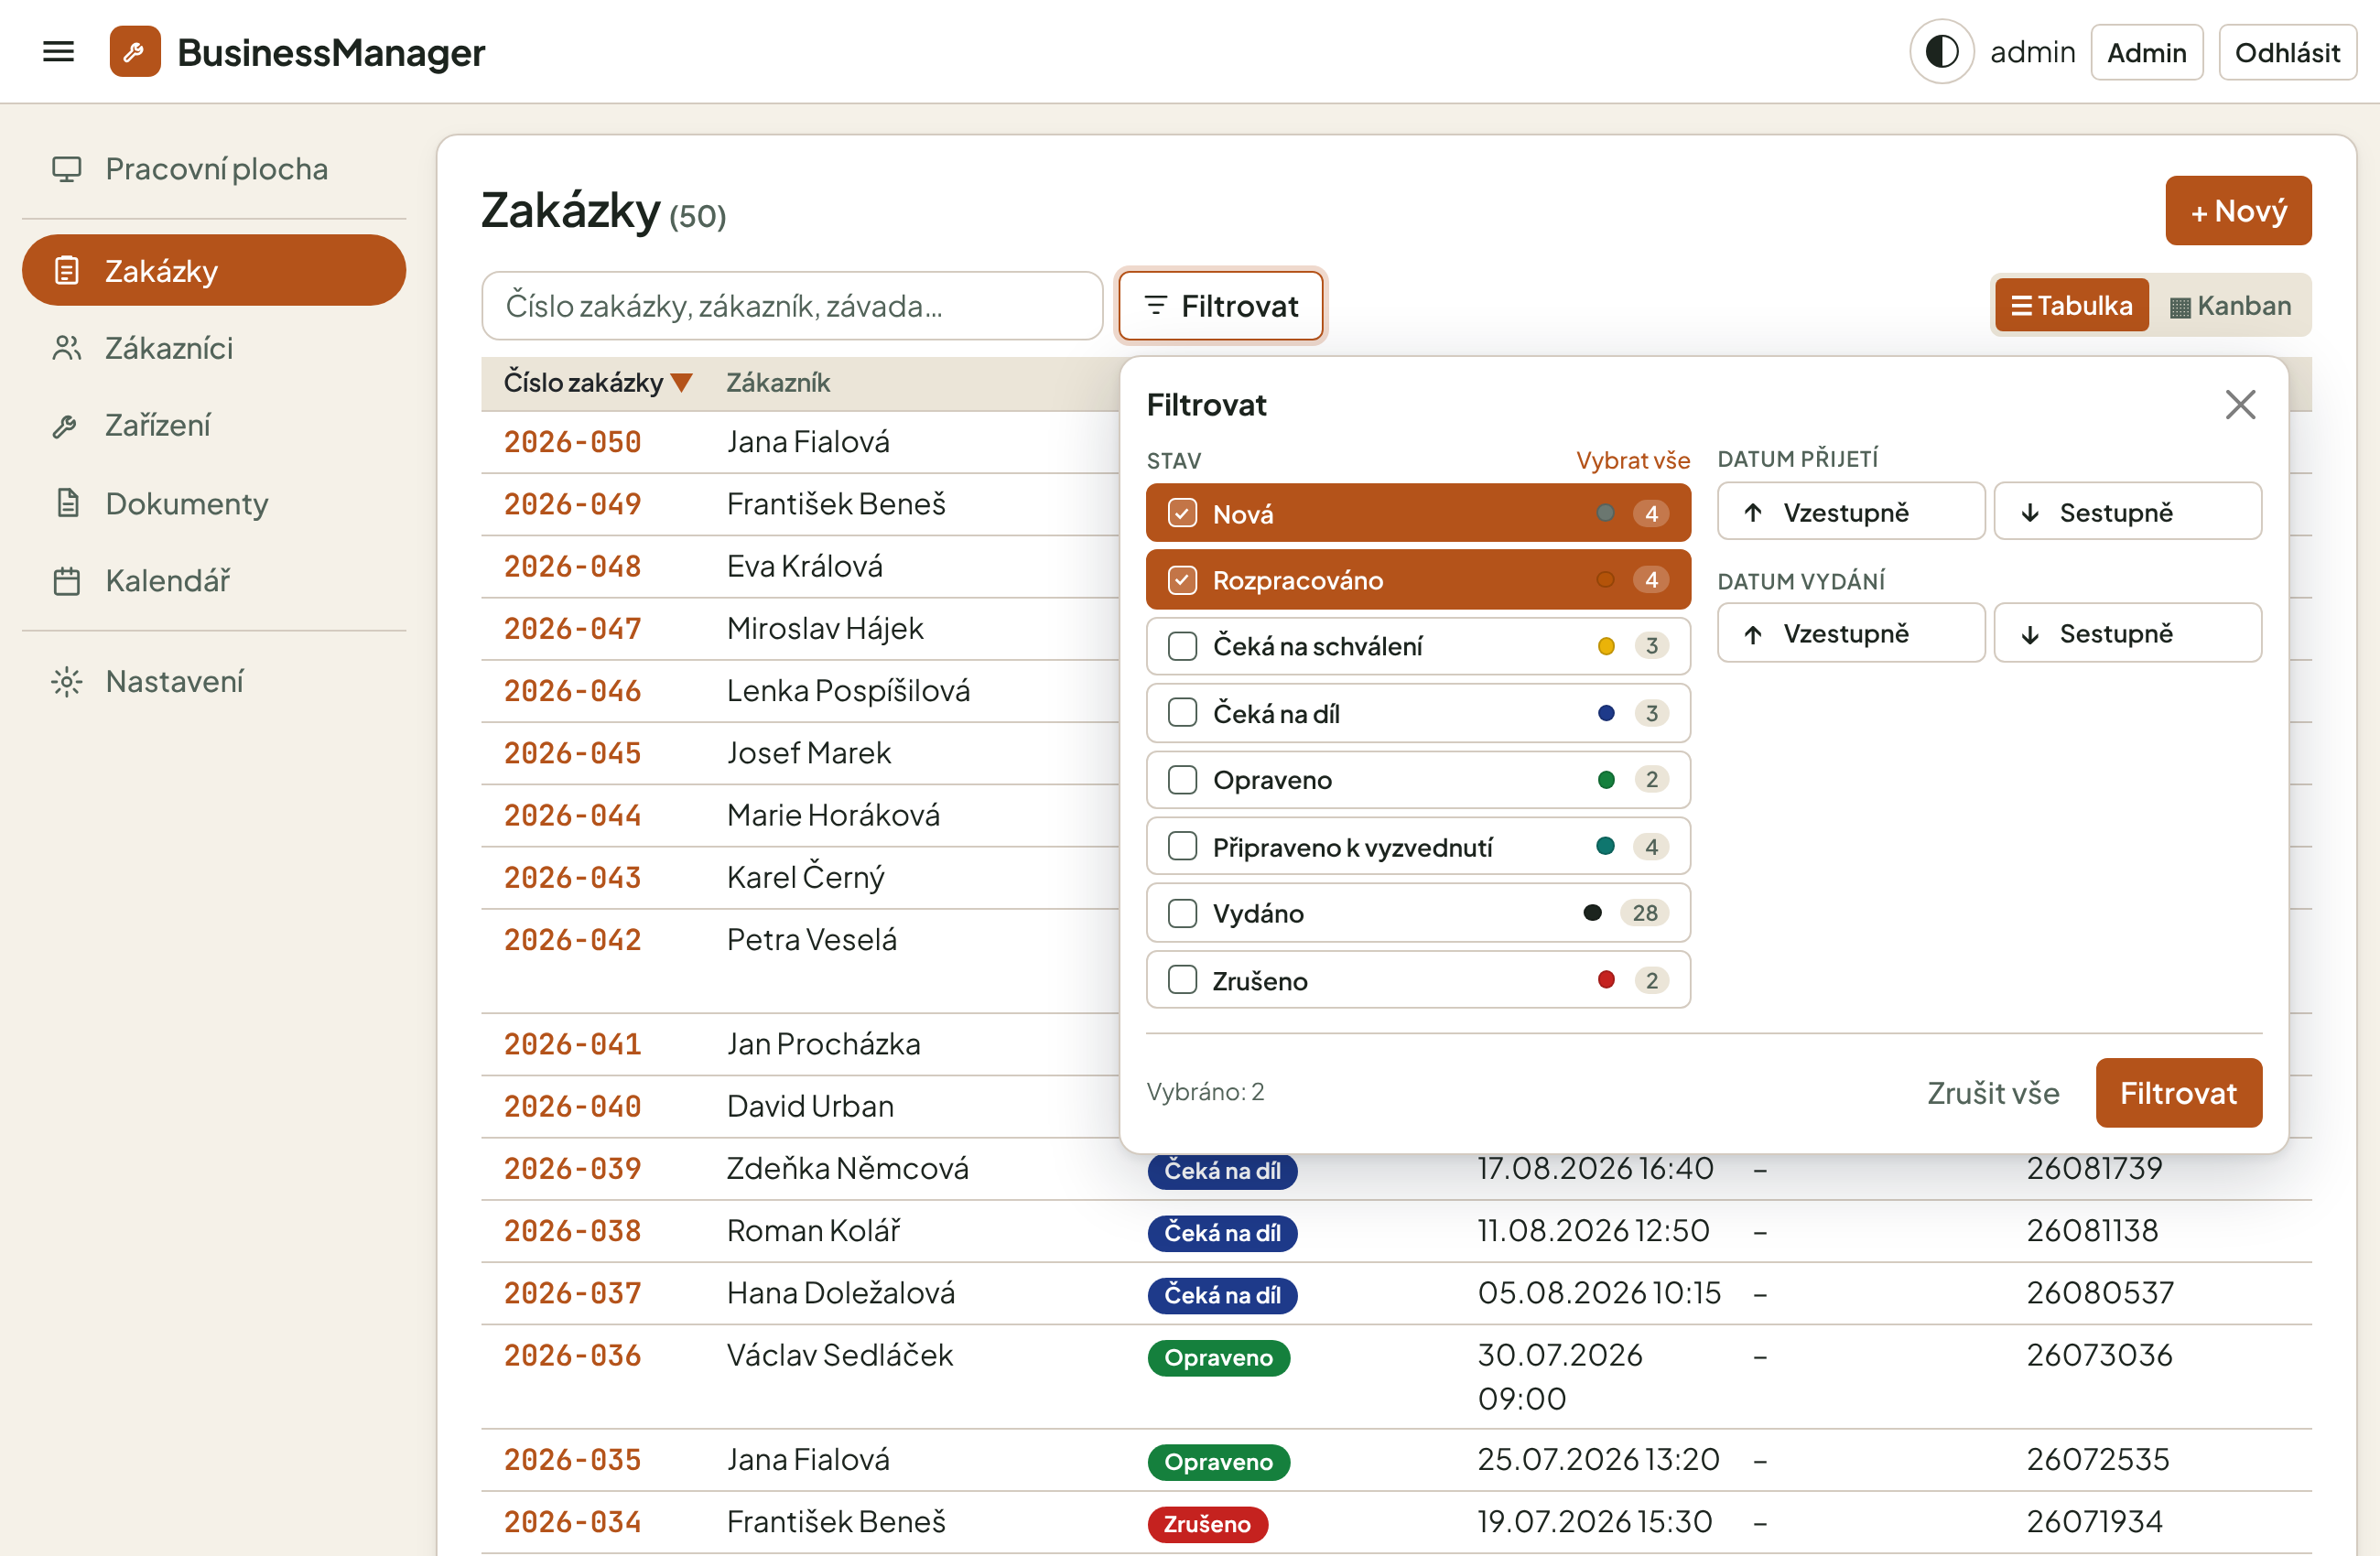 BusinessManager
admin
Admin
Odhlásit
Pracovní plocha
Zakázky
Zákazníci
Zařízení
Dokumenty
Kalendář
Nastavení
Zakázky (50)
+ Nový
Číslo zakázky, zákazník, závada...
Filtrovat
Tabulka
Kanban
Číslo zakázky ▼ Zákazník
2026-050 Jana Fialová
2026-049 František Beneš
2026-048 Eva Králová
2026-047 Miroslav Hájek
2026-046 Lenka Pospíšilová
2026-045 Josef Marek
2026-044 Marie Horáková
2026-043 Karel Černý
2026-042 Petra Veselá
2026-041 Jan Procházka
2026-040 David Urban
2026-039 Zdeňka Němcová Čeká na díl 17.08.2026 16:40 – 26081739
2026-038 Roman Kolář Čeká na díl 11.08.2026 12:50 – 26081138
2026-037 Hana Doležalová Čeká na díl 05.08.2026 10:15 – 26080537
2026-036 Václav Sedláček Opraveno 30.07.2026 – 26073036
09:00
2026-035 Jana Fialová Opraveno 25.07.2026 13:20 – 26072535
2026-034 František Beneš Zrušeno 19.07.2026 15:30 – 26071934
Filtrovat
STAV
Vybrat vše
Nová 4
Rozpracováno 4
Čeká na schválení 3
Čeká na díl 3
Opraveno 2
Připraveno k vyzvednutí 4
Vydáno 28
Zrušeno 2
DATUM PŘIJETÍ
↑ Vzestupně
↓ Sestupně
DATUM VYDÁNÍ
↑ Vzestupně
↓ Sestupně
Vybráno: 2
Zrušit vše
Filtrovat